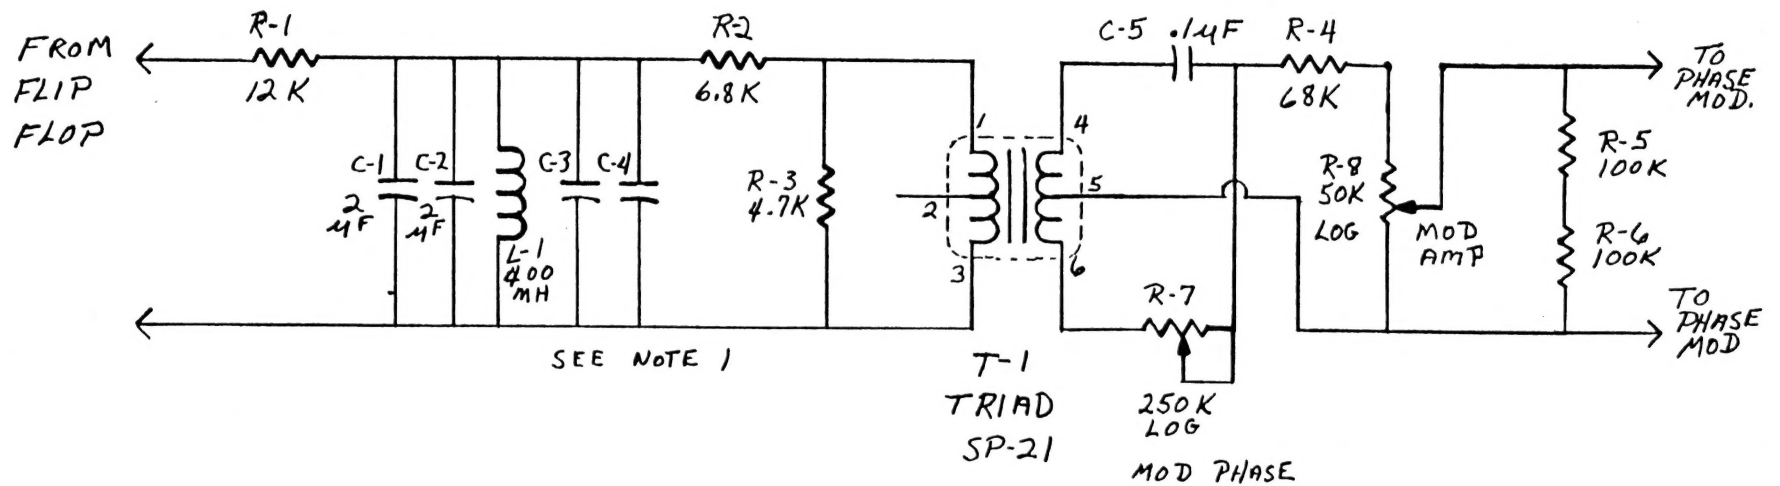 FROM
FLIP
FLOP
R-1
12K
C-1
2
µF
C-2
2
µF
L-1
400
MH
C-3
C-4
R-2
6.8K
R-3
4.7K
SEE NOTE 1
1
2
3
4
5
6
T-1
TRIAD
SP-21
C-5 .1µF
R-4
68K
R-7
250K
LOG
MOD PHASE
R-8
50K
LOG
MOD
AMP
R-5
100K
R-6
100K
TO
PHASE
MOD.
TO
PHASE
MOD